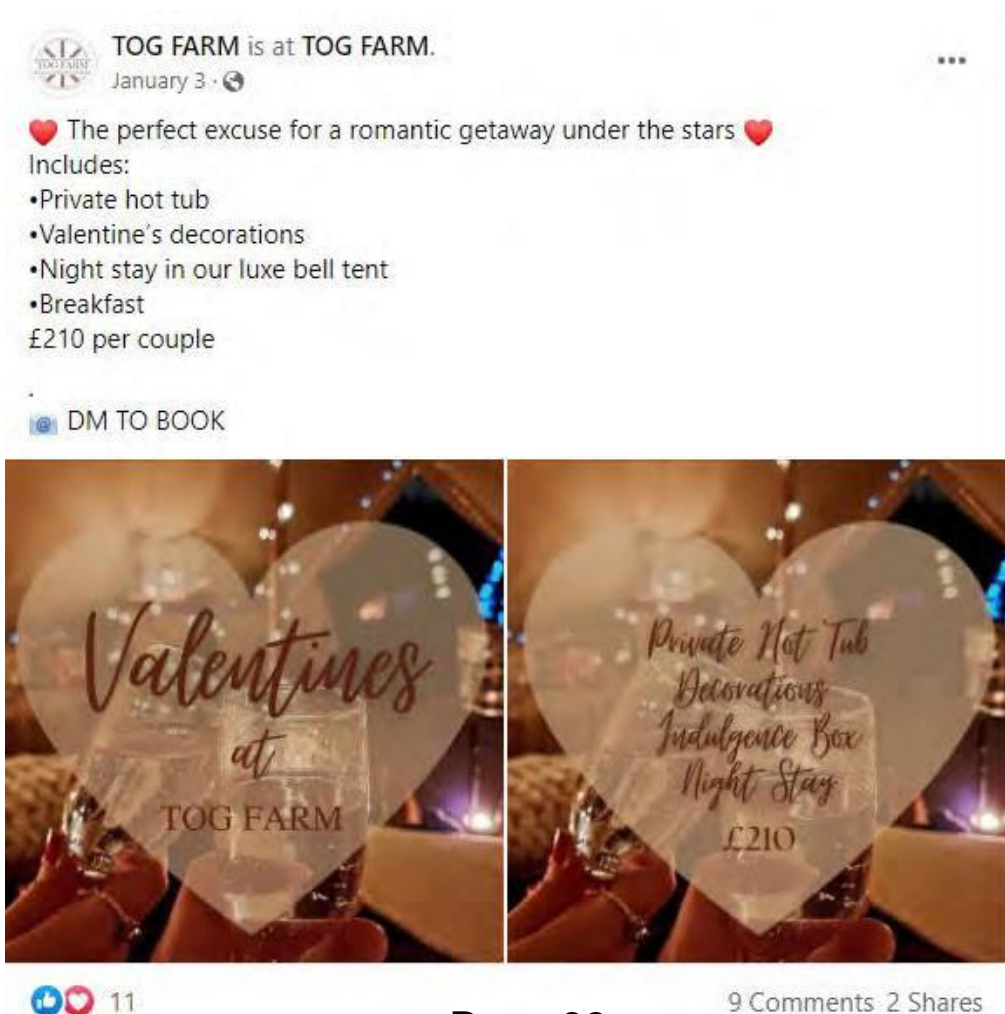 TOG FARM is at TOG FARM.
TOG FARM
January 3 ·
❤️ The perfect excuse for a romantic getaway under the stars ❤️
Includes:
•Private hot tub
•Valentine's decorations
•Night stay in our luxe bell tent
•Breakfast
£210 per couple
.
📧 DM TO BOOK
Valentines
at
TOG FARM
Private Hot Tub
Decorations
Indulgence Box
Night Stay
£210
11
9 Comments 2 Shares